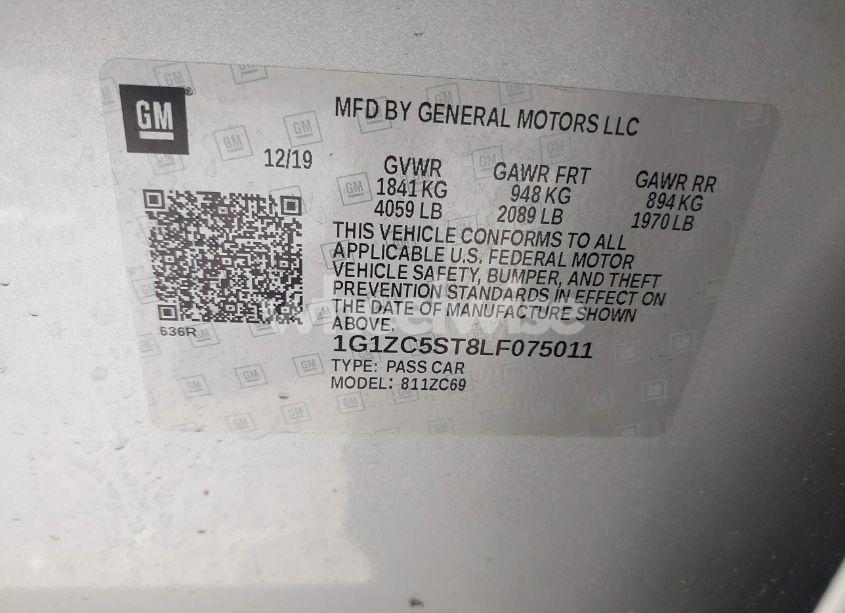 GM
MFD BY GENERAL MOTORS LLC
12/19
GVWR
1841 KG
4059 LB
GAWR FRT
948 KG
2089 LB
GAWR RR
894 KG
1970 LB
THIS VEHICLE CONFORMS TO ALL
APPLICABLE U.S. FEDERAL MOTOR
VEHICLE SAFETY, BUMPER, AND THEFT
PREVENTION STANDARDS IN EFFECT ON
THE DATE OF MANUFACTURE SHOWN
ABOVE.
636R
1G1ZC5ST8LF075011
TYPE: PASS CAR
MODEL: 811ZC69